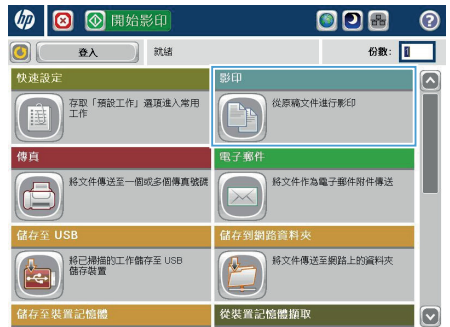 hp 開始影印 ?
登入 就緒 份數: 1
快速設定
存取「預設工作」選項進入常用
工作
影印
從原稿文件進行影印
傳真
將文件傳送至一個或多個傳真號碼
電子郵件
將文件作為電子郵件附件傳送
儲存至 USB
將已掃描的工作儲存至 USB
儲存裝置
儲存到網路資料夾
將文件傳送至網路上的資料夾
儲存至裝置記憶體
從裝置記憶體擷取